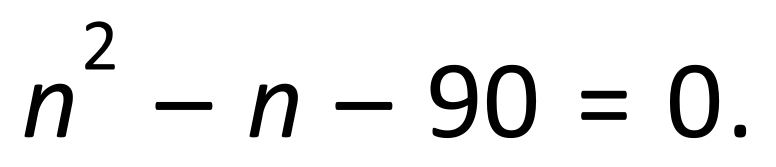 n² − n − 90 = 0.